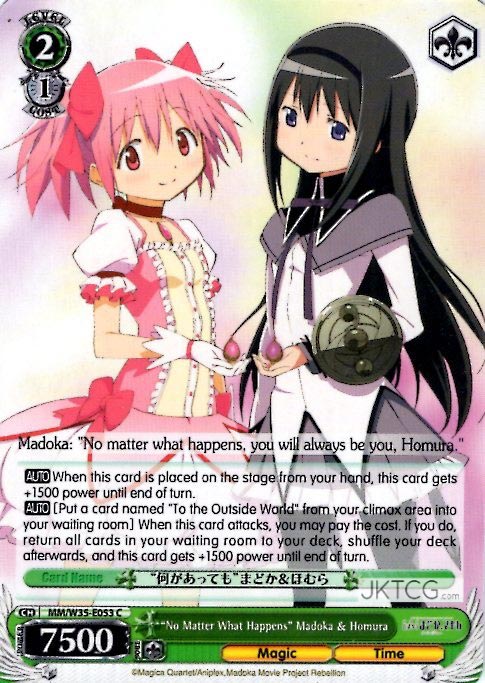 LEVEL
2
1
COST
Madoka: "No matter what happens, you will always be you, Homura."
AUTO When this card is placed on the stage from your hand, this card gets
+1500 power until end of turn.
AUTO [Put a card named "To the Outside World" from your climax area into
your waiting room] When this card attacks, you may pay the cost. If you do,
return all cards in your waiting room to your deck, shuffle your deck
afterwards, and this card gets +1500 power until end of turn.
Card Name
"何があっても"まどか&ほむら
JKTCG.com
CH MM/W35-E053 C
"No Matter What Happens" Madoka & Homura
7500
Magic
Time
©Magica Quartet/Aniplex,Madoka Movie Project Rebellion